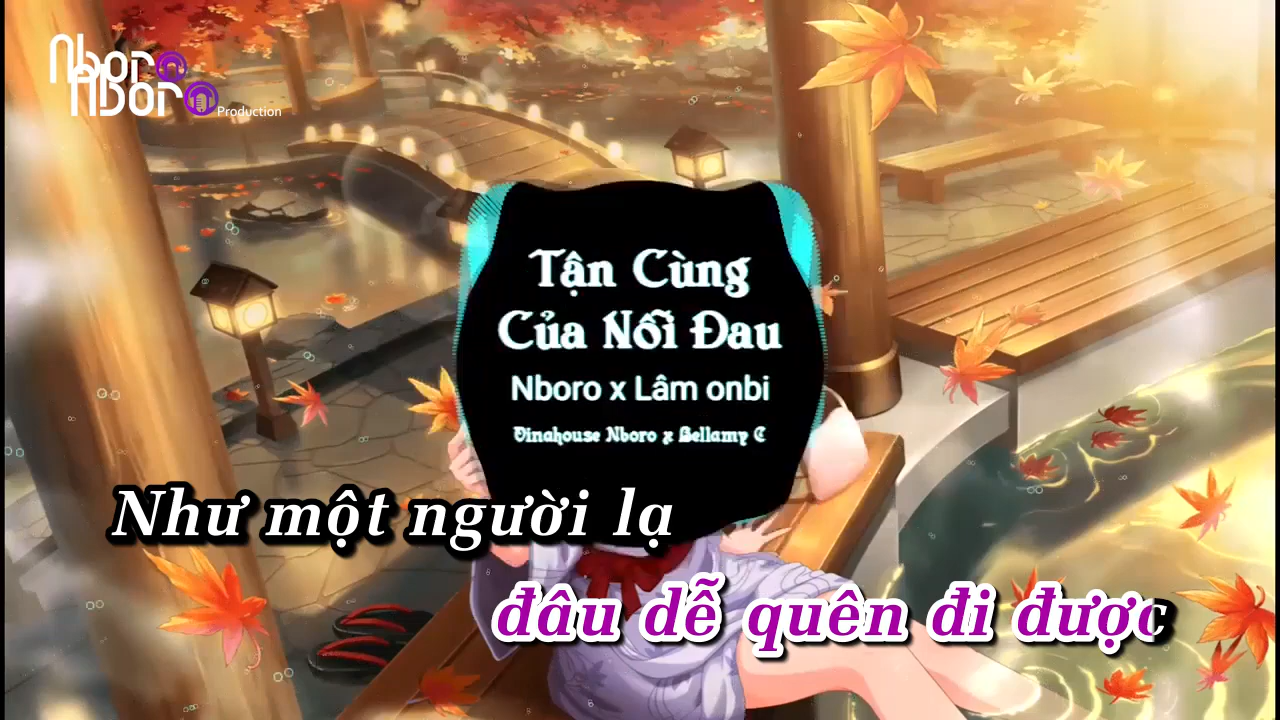 Nboro
Nboro
Production
Tận Cùng
Của Nỗi Đau
Nboro x Lâm onbi
Vinahouse Nboro x Bellamy C
Như một người lạ
đâu dễ quên đi được